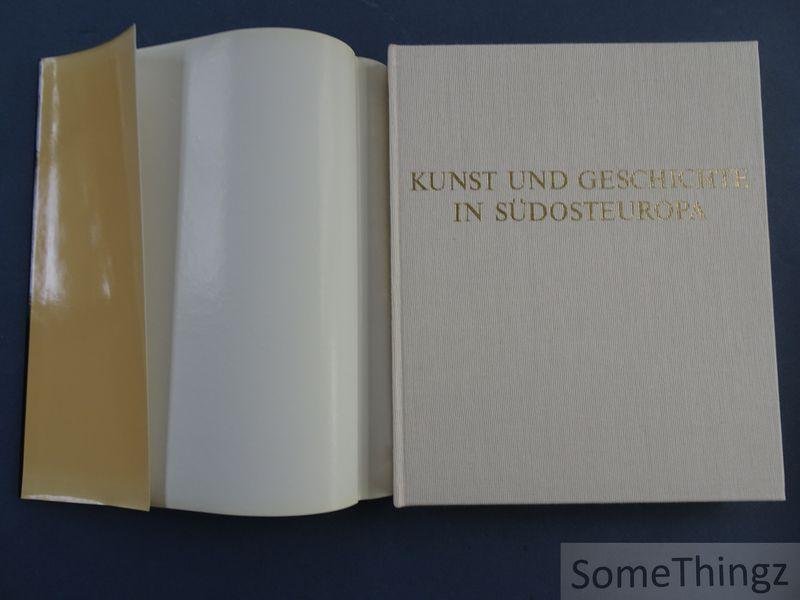 KUNST UND GESCHICHTE
IN SÜDOSTEUROPA
SomeThingz